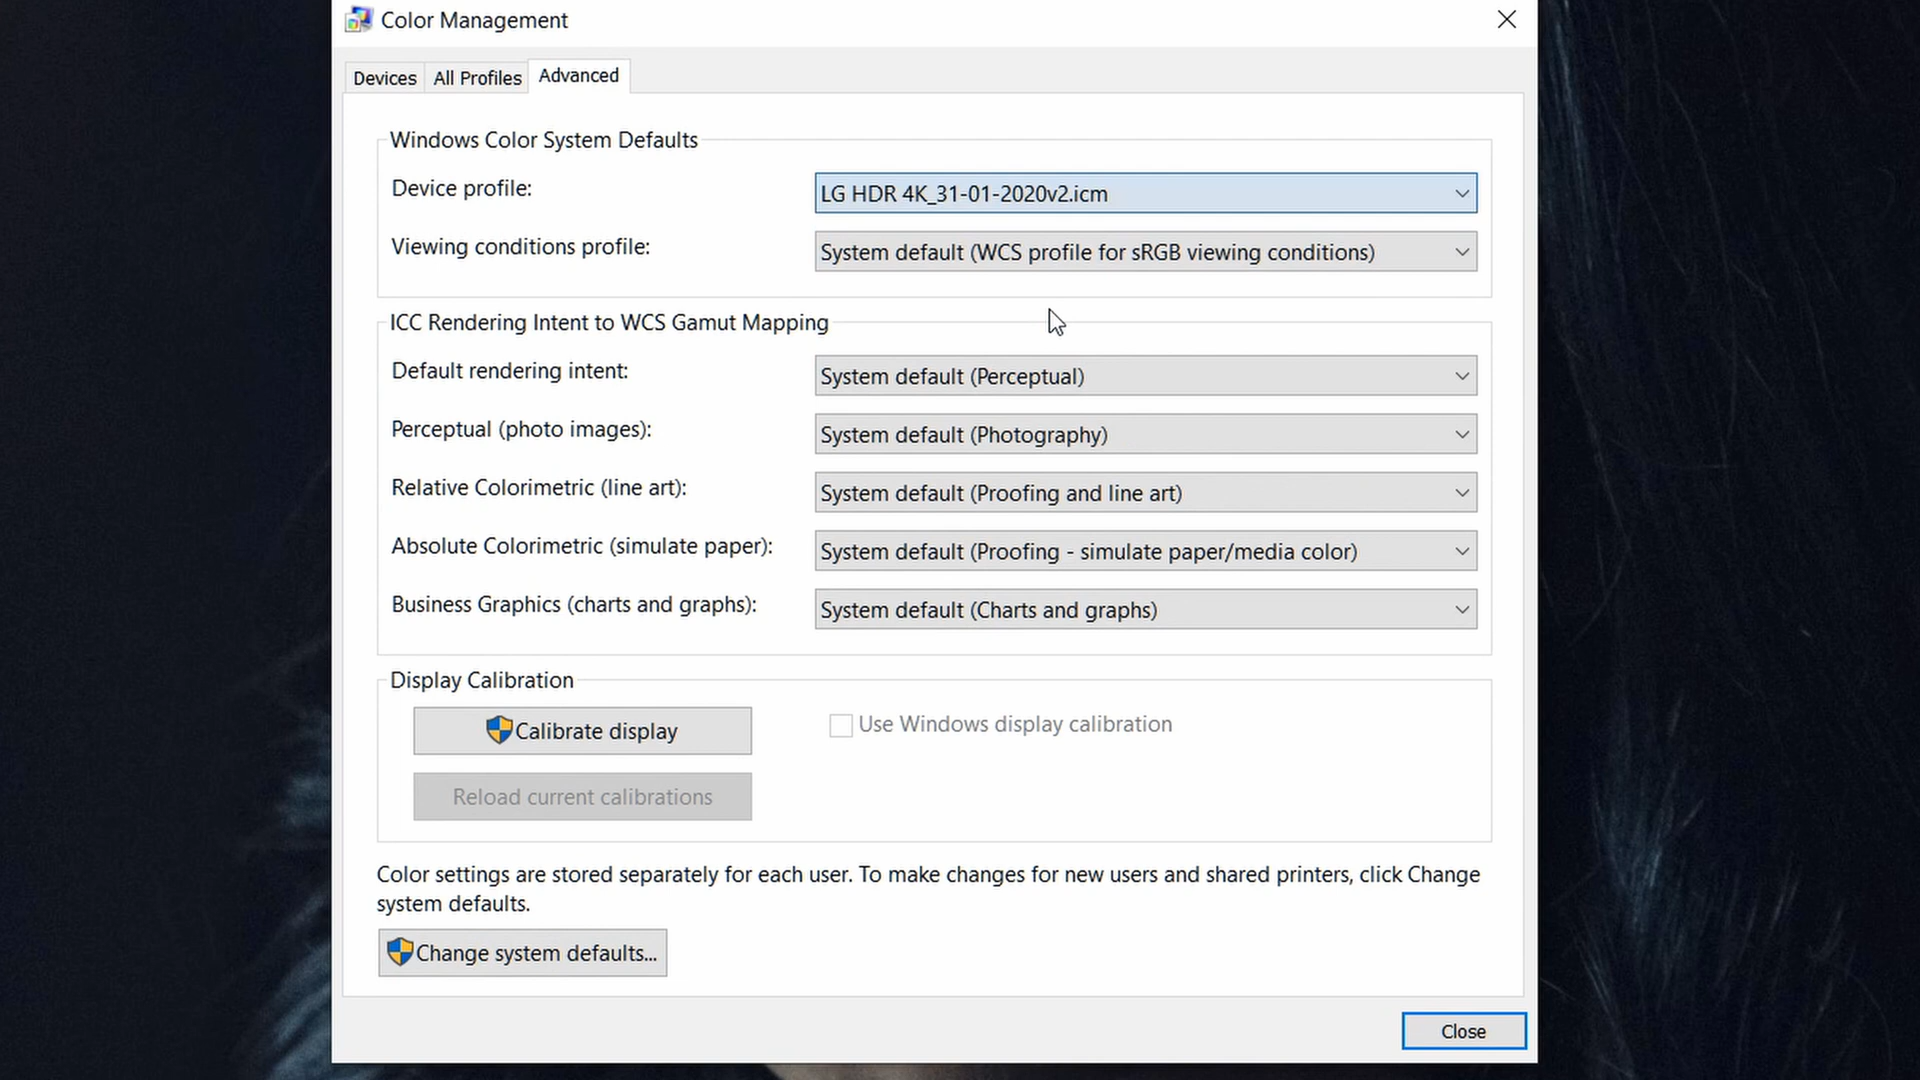 Color Management
Devices
All Profiles
Advanced
Windows Color System Defaults
Device profile:
LG HDR 4K_31-01-2020v2.icm
Viewing conditions profile:
System default (WCS profile for sRGB viewing conditions)
ICC Rendering Intent to WCS Gamut Mapping
Default rendering intent:
System default (Perceptual)
Perceptual (photo images):
System default (Photography)
Relative Colorimetric (line art):
System default (Proofing and line art)
Absolute Colorimetric (simulate paper):
System default (Proofing - simulate paper/media color)
Business Graphics (charts and graphs):
System default (Charts and graphs)
Display Calibration
Calibrate display
Use Windows display calibration
Reload current calibrations
Color settings are stored separately for each user. To make changes for new users and shared printers, click Change
system defaults.
Change system defaults...
Close